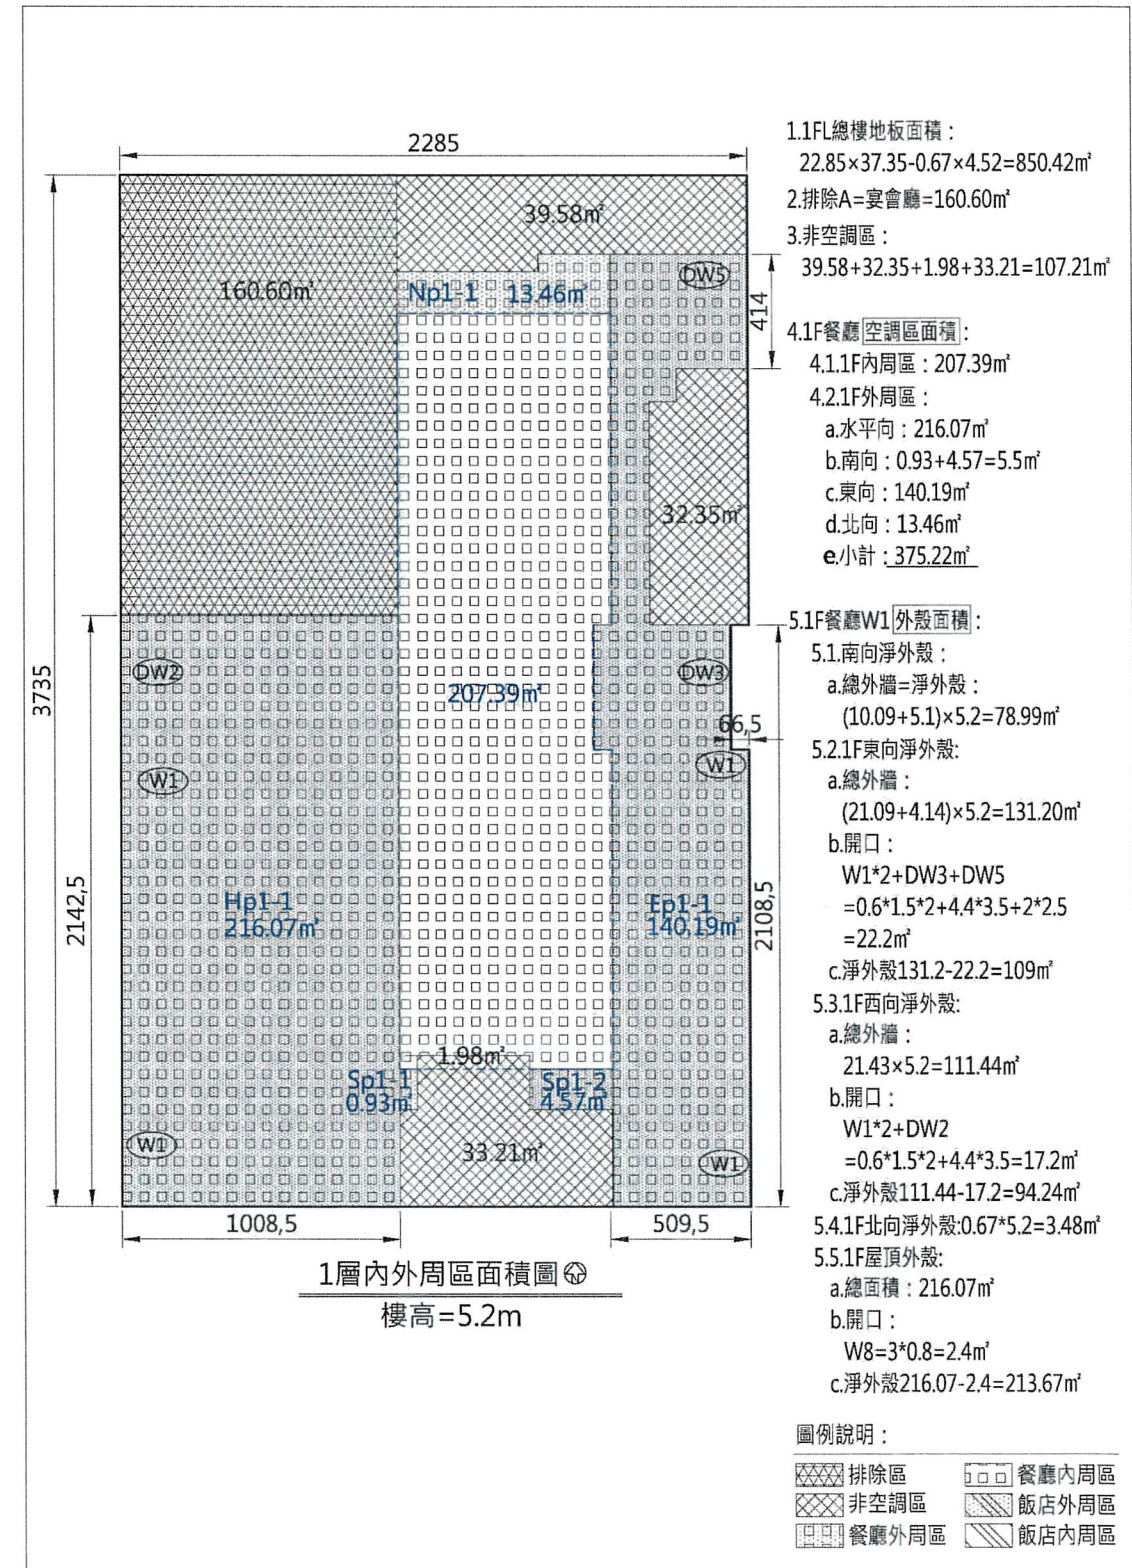 2285
3735
39.58㎡
160.60㎡
Np1-1 13.46㎡
DW5
414
32.35㎡
DW2
207.39㎡
DW3
66,5
W1
W1
2142,5
Hp1-1
216.07㎡
Ep1-1
140.19㎡
2108,5
1.98㎡
Sp1-1
0.93㎡
Sp1-2
4.57㎡
W1
33.21㎡
W1
1008,5
509,5
1層內外周區面積圖
樓高=5.2m
1.1FL總樓地板面積：
22.85×37.35-0.67×4.52=850.42㎡
2.排除A=宴會廳=160.60㎡
3.非空調區：
39.58+32.35+1.98+33.21=107.21㎡
4.1F餐廳空調區面積：
4.1.1F內周區：207.39㎡
4.2.1F外周區：
a.水平向：216.07㎡
b.南向：0.93+4.57=5.5㎡
c.東向：140.19㎡
d.北向：13.46㎡
e.小計：375.22㎡
5.1F餐廳W1外殼面積：
5.1.南向淨外殼：
a.總外牆=淨外殼：
(10.09+5.1)×5.2=78.99㎡
5.2.1F東向淨外殼:
a.總外牆：
(21.09+4.14)×5.2=131.20㎡
b.開口：
W1*2+DW3+DW5
=0.6*1.5*2+4.4*3.5+2*2.5
=22.2㎡
c.淨外殼131.2-22.2=109㎡
5.3.1F西向淨外殼:
a.總外牆：
21.43×5.2=111.44㎡
b.開口：
W1*2+DW2
=0.6*1.5*2+4.4*3.5=17.2㎡
c.淨外殼111.44-17.2=94.24㎡
5.4.1F北向淨外殼:0.67*5.2=3.48㎡
5.5.1F屋頂外殼:
a.總面積：216.07㎡
b.開口：
W8=3*0.8=2.4㎡
c.淨外殼216.07-2.4=213.67㎡
圖例說明：
排除區
餐廳內周區
非空調區
飯店外周區
餐廳外周區
飯店內周區